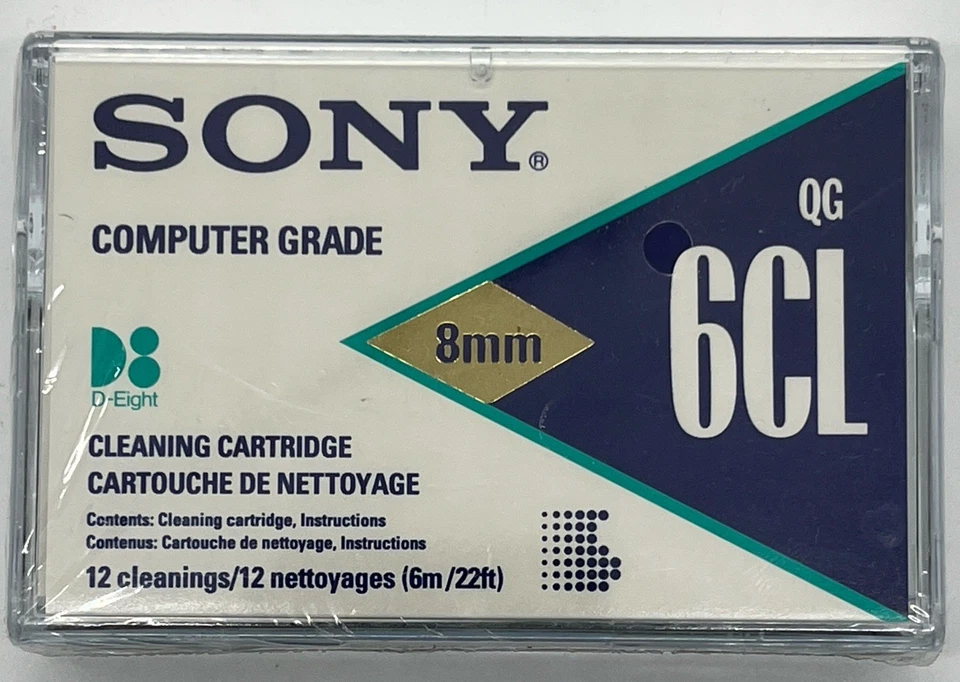 SONY®
COMPUTER GRADE
QG
6CL
8mm
D8
D-Eight
CLEANING CARTRIDGE
CARTOUCHE DE NETTOYAGE
Contents: Cleaning cartridge, Instructions
Contenus: Cartouche de nettoyage, Instructions
12 cleanings/12 nettoyages (6m/22ft)